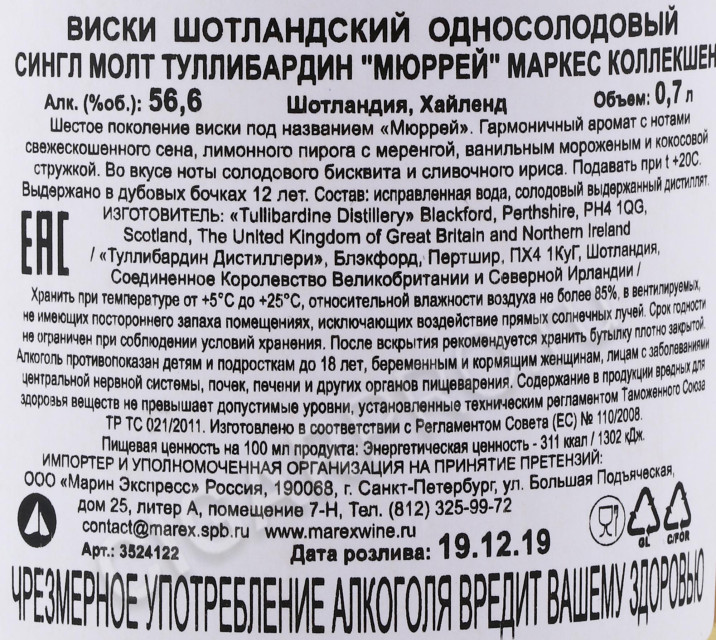 ВИСКИ ШОТЛАНДСКИЙ ОДНОСОЛОДОВЫЙ
СИНГЛ МОЛТ ТУЛЛИБАРДИН "МЮРРЕЙ" МАРКЕС КОЛЛЕКШЕН
Алк. (%об.): 56,6 Шотландия, Хайленд Объем: 0,7 л
Шестое поколение виски под названием «Мюррей». Гармоничный аромат с нотами
свежескошенного сена, лимонного пирога с меренгой, ванильным мороженым и кокосовой
стружкой. Во вкусе ноты солодового бисквита и сливочного ириса. Подавать при t +20С.
Выдержано в дубовых бочках 12 лет. Состав: исправленная вода, солодовый выдержанный дистиллят.
ИЗГОТОВИТЕЛЬ: «Tullibardine Distillery» Blackford, Perthshire, PH4 1QG,
EAC
Scotland, The United Kingdom of Great Britain and Northern Ireland
/ «Туллибардин Дистиллери», Блэкфорд, Пертшир, ПХ4 1КуГ, Шотландия,
Соединенное Королевство Великобритании и Северной Ирландии /
Хранить при температуре от +5°С до +25°С, относительной влажности воздуха не более 85%, в вентилируемых,
не имеющих постороннего запаха помещениях, исключающих воздействие прямых солнечных лучей. Срок годности
не ограничен при соблюдении условий хранения. После вскрытия рекомендуется хранить бутылку плотно закрытой.
Алкоголь противопоказан детям и подросткам до 18 лет, беременным и кормящим женщинам, лицам с заболеваниями
центральной нервной системы, почек, печени и других органов пищеварения. Содержание в продукции вредных для
здоровья веществ не превышает допустимые уровни, установленные техническим регламентом Таможенного Союза
ТР ТС 021/2011. Изготовлено в соответствии с Регламентом Совета (ЕС) № 110/2008.
Пищевая ценность на 100 мл продукта: Энергетическая ценность - 311 ккал / 1302 кДж.
ИМПОРТЕР И УПОЛНОМОЧЕННАЯ ОРГАНИЗАЦИЯ НА ПРИНЯТИЕ ПРЕТЕНЗИЙ:
ООО «Марин Экспресс» Россия, 190068, г. Санкт-Петербург, ул. Большая Подъяческая,
дом 25, литер А, помещение 7-Н, Тел. (812) 325-99-72
contact@marex.spb.ru www.marexwine.ru
GL C/FOR
Арт.: 3524122 Дата розлива: 19.12.19
ЧРЕЗМЕРНОЕ УПОТРЕБЛЕНИЕ АЛКОГОЛЯ ВРЕДИТ ВАШЕМУ ЗДОРОВЬЮ